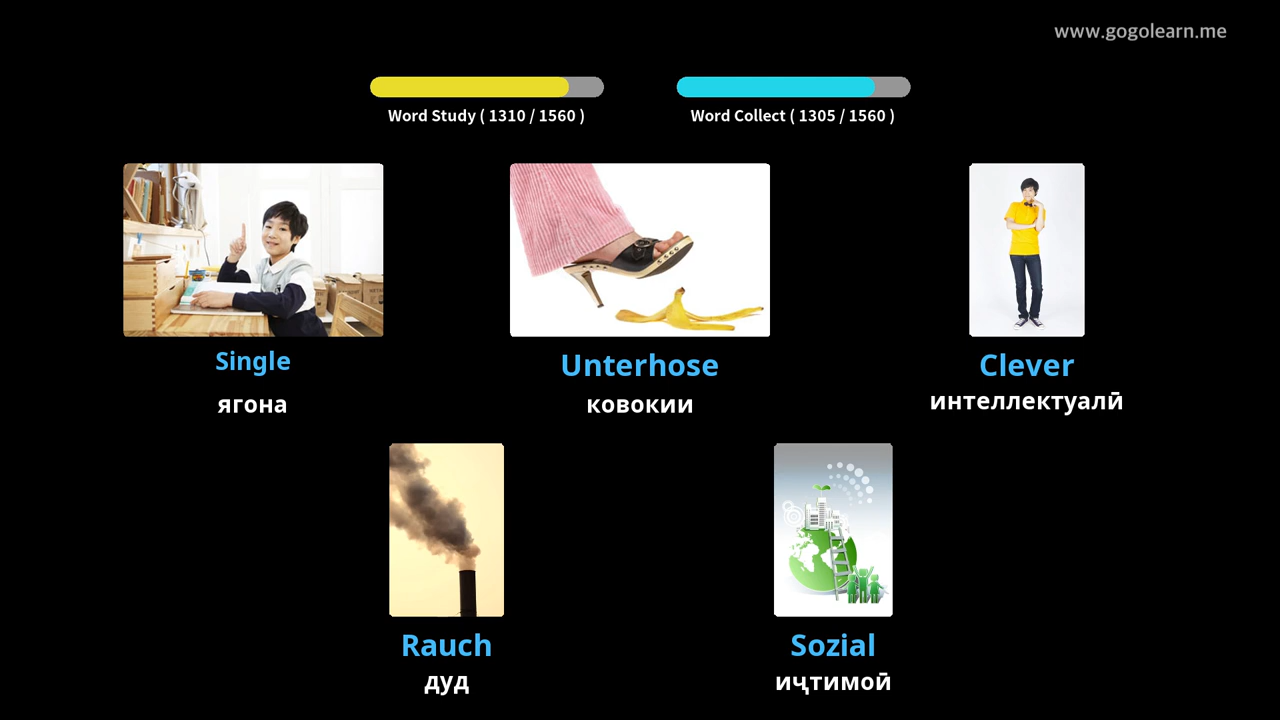 www.gogolearn.me
Word Study ( 1310 / 1560 )
Word Collect ( 1305 / 1560 )
Single
ягона
Unterhose
ковокии
Clever
интеллектуалӣ
Rauch
дуд
Sozial
иҷтимоӣ